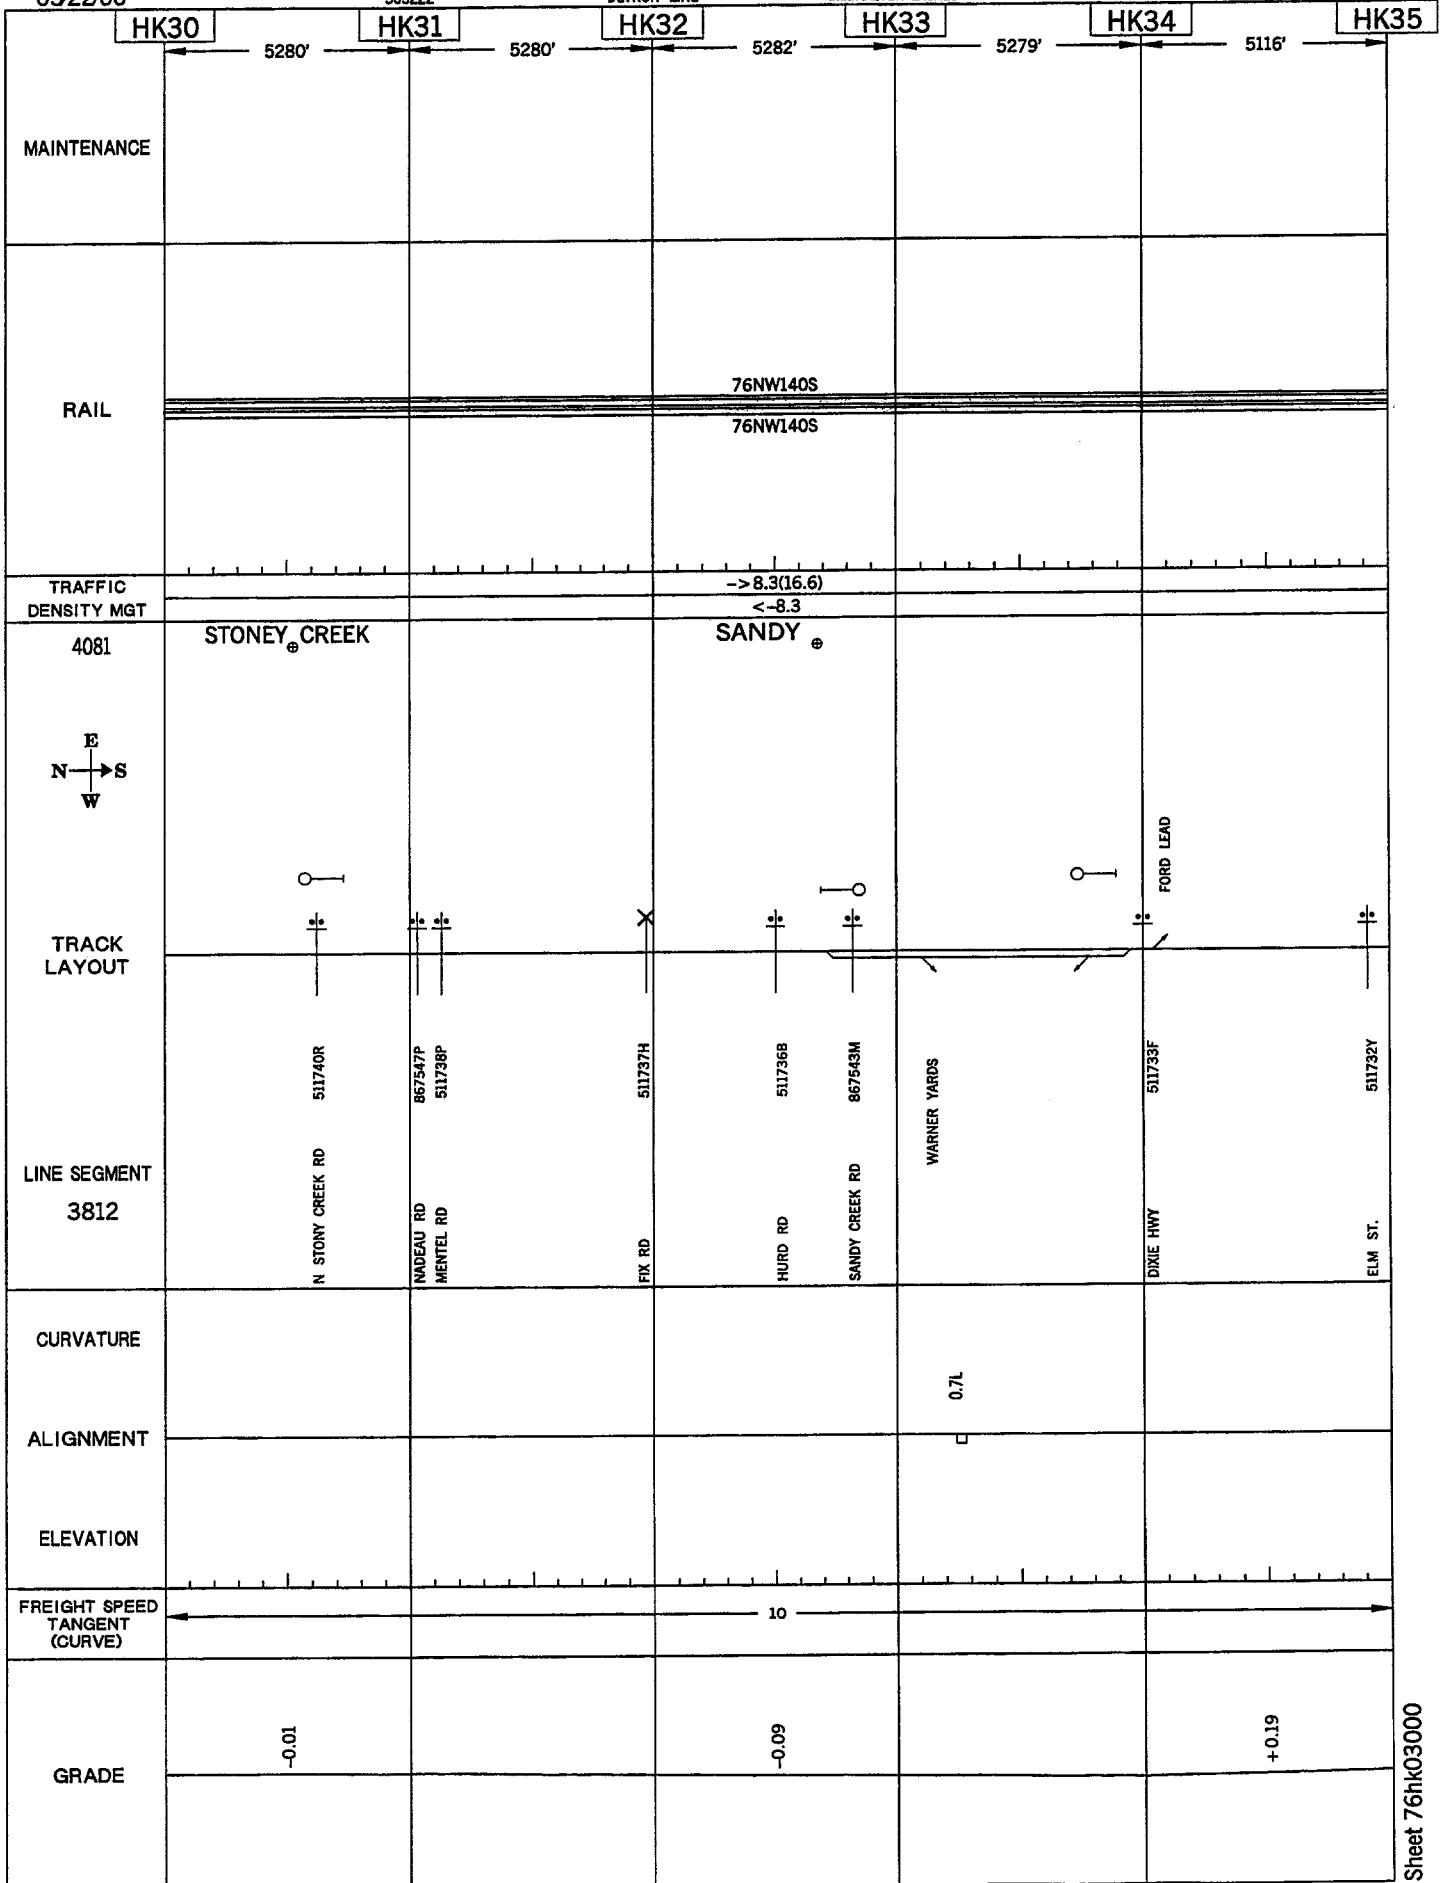 HK30 HK31 HK32 HK33 HK34 HK35
5280' 5280' 5282' 5279' 5116'
MAINTENANCE
76NW140S
RAIL
76NW140S
TRAFFIC
DENSITY MGT
->8.3(16.6)
<-8.3
4081
STONEY CREEK
SANDY
E
N S
W
FORD LEAD
TRACK
LAYOUT
511740R
867547P
511738P
511737H
511736B
867543M
WARNER YARDS
511733F
511732Y
LINE SEGMENT
3812
N STONY CREEK RD
NADEAU RD
MENTEL RD
FIX RD
HURD RD
SANDY CREEK RD
DIXIE HWY
ELM ST.
CURVATURE
0.7L
ALIGNMENT
ELEVATION
FREIGHT SPEED
TANGENT
(CURVE)
10
GRADE
-0.01
-0.09
+0.19
Sheet 76hk03000